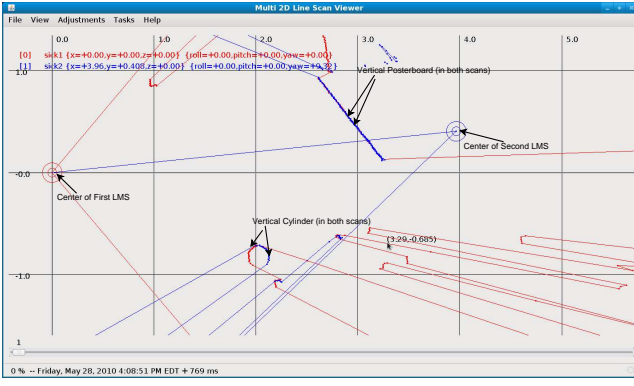 Multi 2D Line Scan Viewer
File View Adjustments Tasks Help
0.0 1.0 2.0 3.0 4.0 5.0
[0] sick1 {x=+0.00,y=+0.00,z=+0.00} {roll=+0.00,pitch=+0.00,yaw=+0.00}
[1] sick2 {x=+3.96,y=+0.408,z=+0.00} {roll=+0.00,pitch=+0.00,yaw=+9.32}
1.0
Vertical Posterboard (in both scans)
Center of Second LMS
-0.0
Center of First LMS
Vertical Cylinder (in both scans)
(3.29,-0.685)
-1.0
1
0 % -- Friday, May 28, 2010 4:08:51 PM EDT + 769 ms